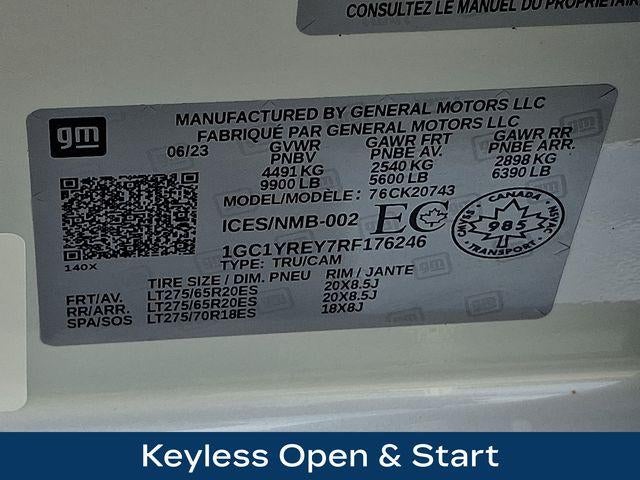 CONSULTEZ LE MANUEL DU PROPRIÉTAIRE
gm
MANUFACTURED BY GENERAL MOTORS LLC
FABRIQUÉ PAR GENERAL MOTORS LLC
06/23 GVWR GAWR FRT GAWR RR
PNBV PNBE AV. PNBE ARR.
4491 KG 2540 KG 2898 KG
9900 LB 5600 LB 6390 LB
MODEL/MODÈLE: 76CK20743
ICES/NMB-002 EC
CANADA
985
TRANSPORT
1GC1YREY7RF176246
140X
TYPE: TRU/CAM
TIRE SIZE / DIM. PNEU RIM / JANTE
FRT/AV. LT275/65R20ES 20X8.5J
RR/ARR. LT275/65R20ES 20X8.5J
SPA/SOS LT275/70R18ES 18X8J
Keyless Open & Start